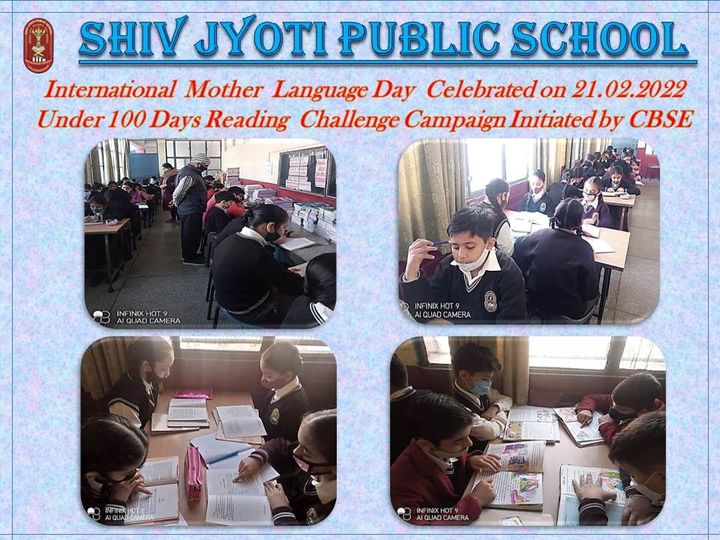 SHIV JYOTI PUBLIC SCHOOL
International Mother Language Day Celebrated on 21.02.2022
Under 100 Days Reading Challenge Campaign Initiated by CBSE
INFINIX HOT 9
AI QUAD CAMERA
INFINIX HOT 9
AI QUAD CAMERA
INFINIX HOT 9
AI QUAD CAMERA
INFINIX HOT 9
AI QUAD CAMERA